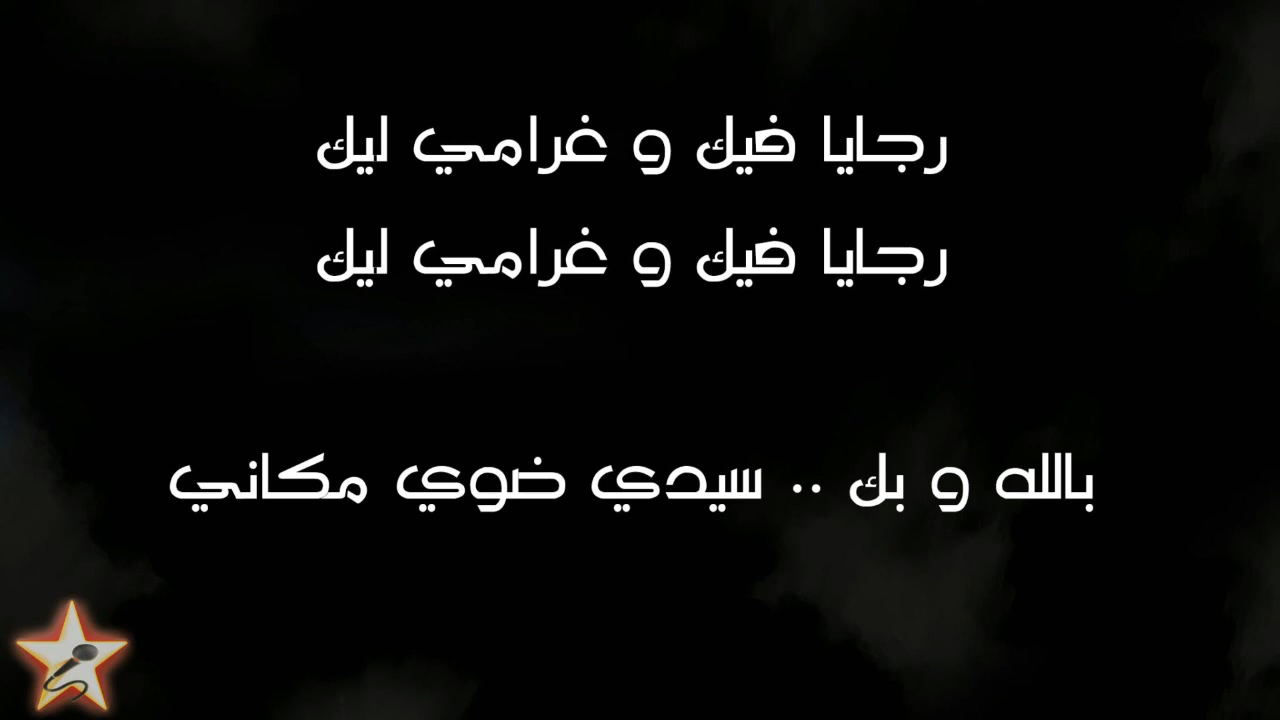 رجايا فيك و غرامي ليك
رجايا فيك و غرامي ليك
بالله و بك .. سيدي ضوي مكاني